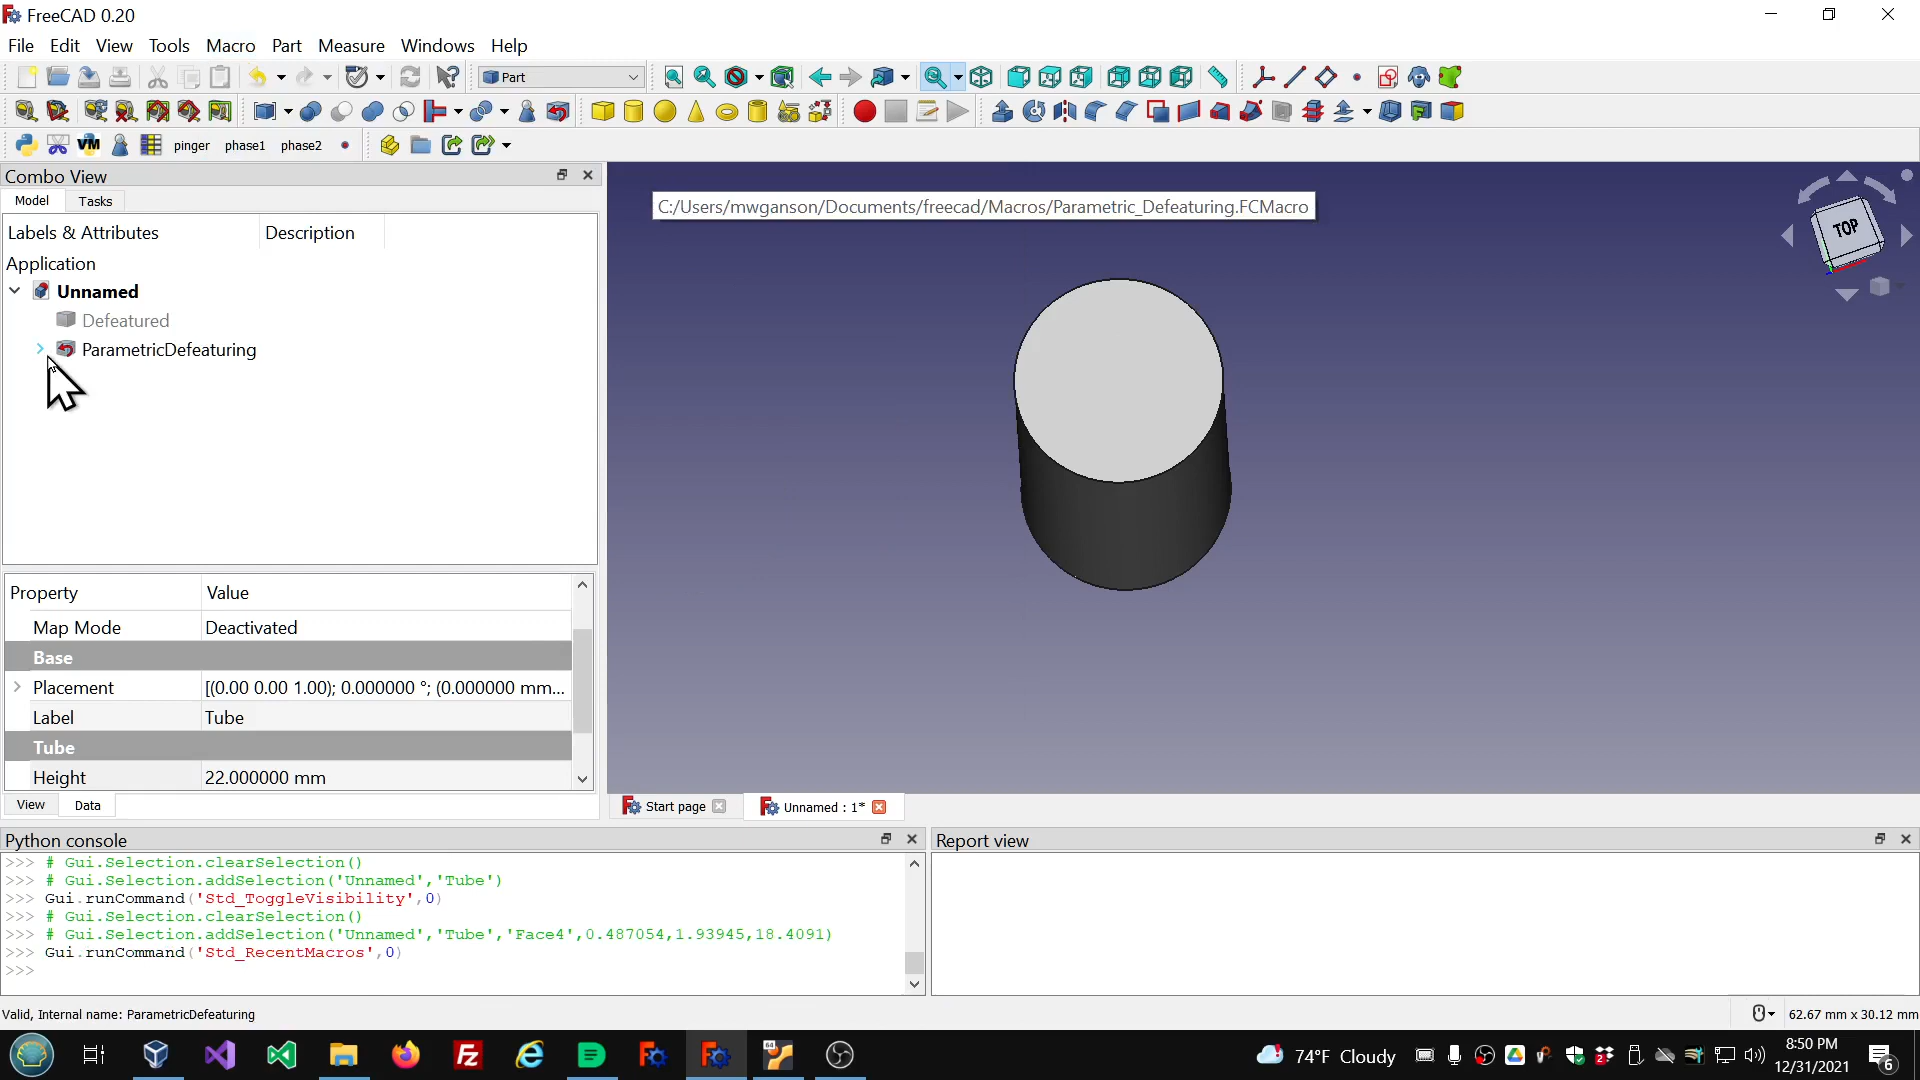 FreeCAD 0.20
File Edit View Tools Macro Part Measure Windows Help
Part
VM pinger phase1 phase2
Combo View
Model Tasks
Labels & Attributes Description
Application
Unnamed
Defeatured
ParametricDefeaturing
C:/Users/mwganson/Documents/freecad/Macros/Parametric_Defeaturing.FCMacro
TOP
Property Value
Map Mode Deactivated
Base
Placement [(0.00 0.00 1.00); 0.000000 °; (0.000000 mm...
Label Tube
Tube
Height 22.000000 mm
View Data
Start page Unnamed : 1*
Python console
>>> # Gui.Selection.clearSelection()
>>> # Gui.Selection.addSelection('Unnamed','Tube')
>>> Gui.runCommand('Std_ToggleVisibility',0)
>>> # Gui.Selection.clearSelection()
>>> # Gui.Selection.addSelection('Unnamed','Tube','Face4',0.487054,1.93945,18.4091)
>>> Gui.runCommand('Std_RecentMacros',0)
>>>
Report view
Valid, Internal name: ParametricDefeaturing
62.67 mm x 30.12 mm
74°F Cloudy
8:50 PM
12/31/2021
6